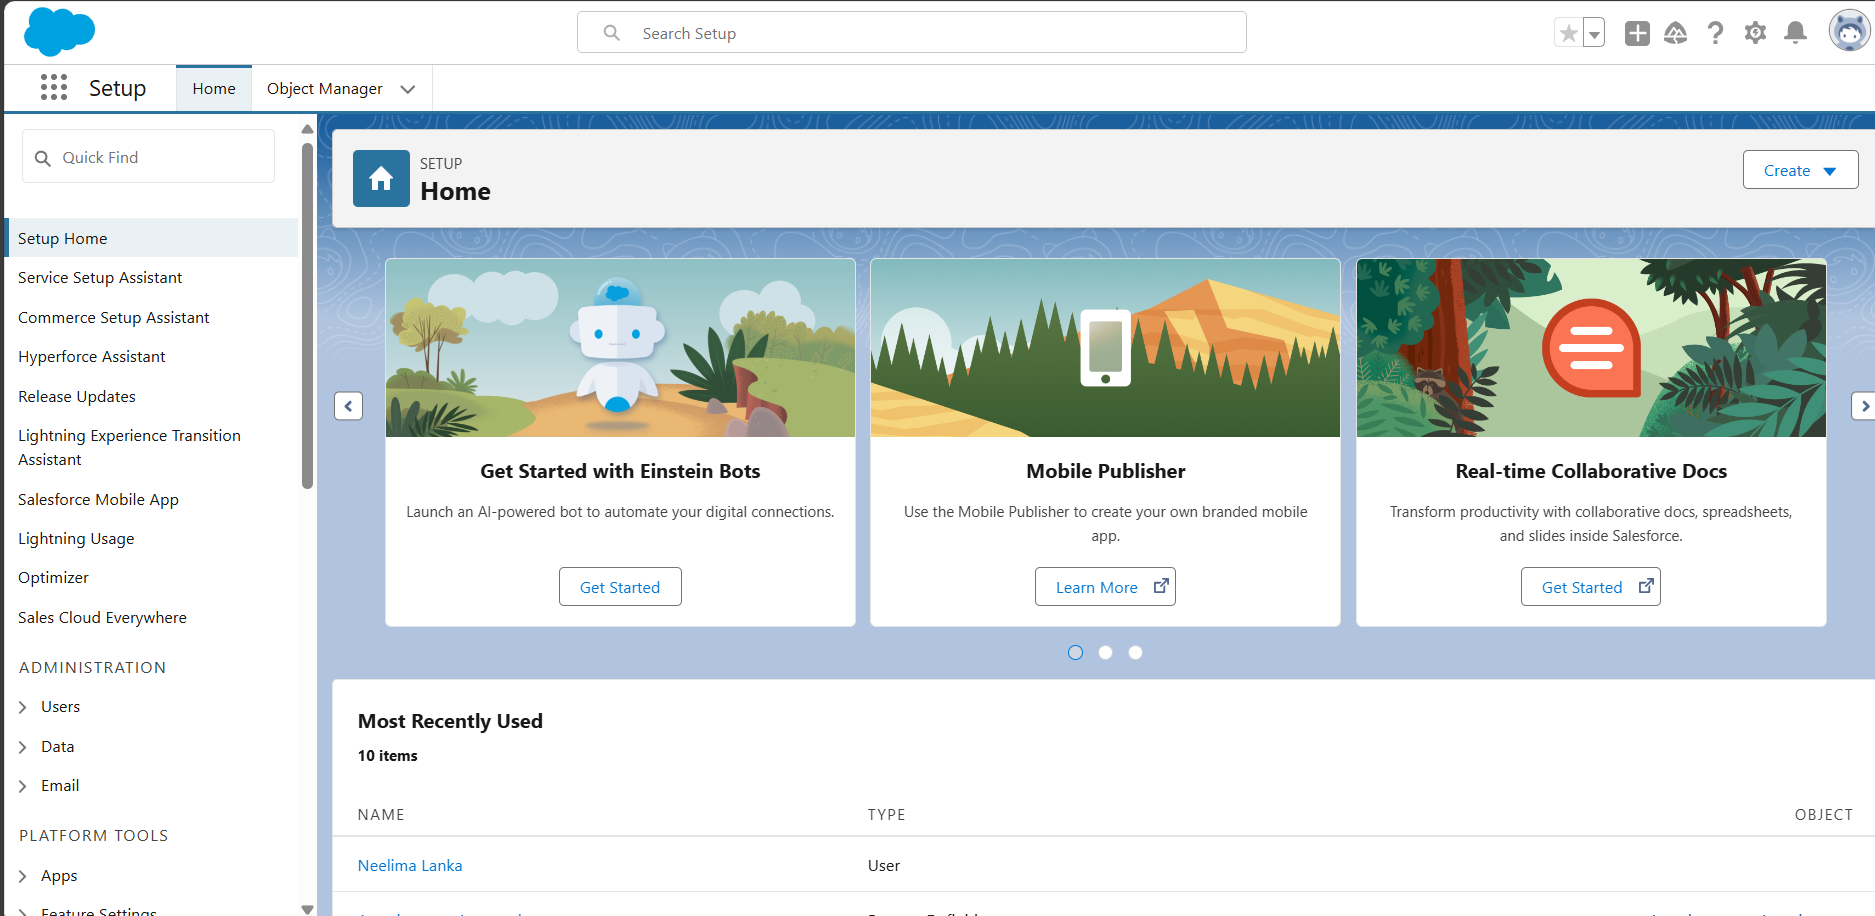 Search Setup
Setup
Home
Object Manager
Quick Find
Setup Home
Service Setup Assistant
Commerce Setup Assistant
Hyperforce Assistant
Release Updates
Lightning Experience Transition
Assistant
Salesforce Mobile App
Lightning Usage
Optimizer
Sales Cloud Everywhere
ADMINISTRATION
Users
Data
Email
PLATFORM TOOLS
Apps
Feature Settings
SETUP
Home
Create
Get Started with Einstein Bots
Launch an AI-powered bot to automate your digital connections.
Get Started
Mobile Publisher
Use the Mobile Publisher to create your own branded mobile
app.
Learn More
Real-time Collaborative Docs
Transform productivity with collaborative docs, spreadsheets,
and slides inside Salesforce.
Get Started
Most Recently Used
10 items
NAME TYPE OBJECT
Neelima Lanka User